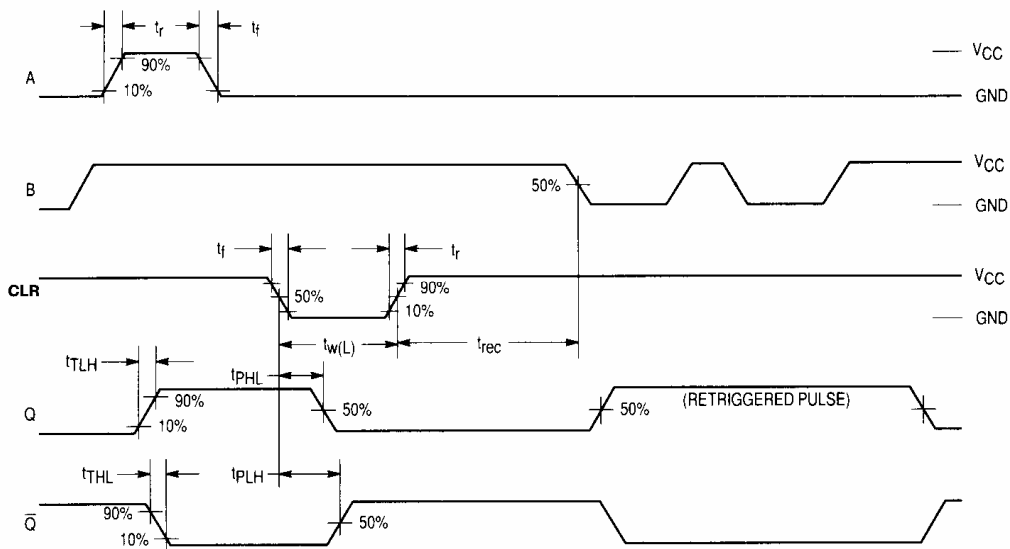 tr
tf
A
90%
10%
VCC
GND
B
50%
VCC
GND
tf
tr
CLR
50%
90%
10%
VCC
GND
tw(L)
trec
tTLH
tPHL
Q
90%
10%
50%
50%
(RETRIGGERED PULSE)
tTHL
tPLH
Q̅
90%
10%
50%